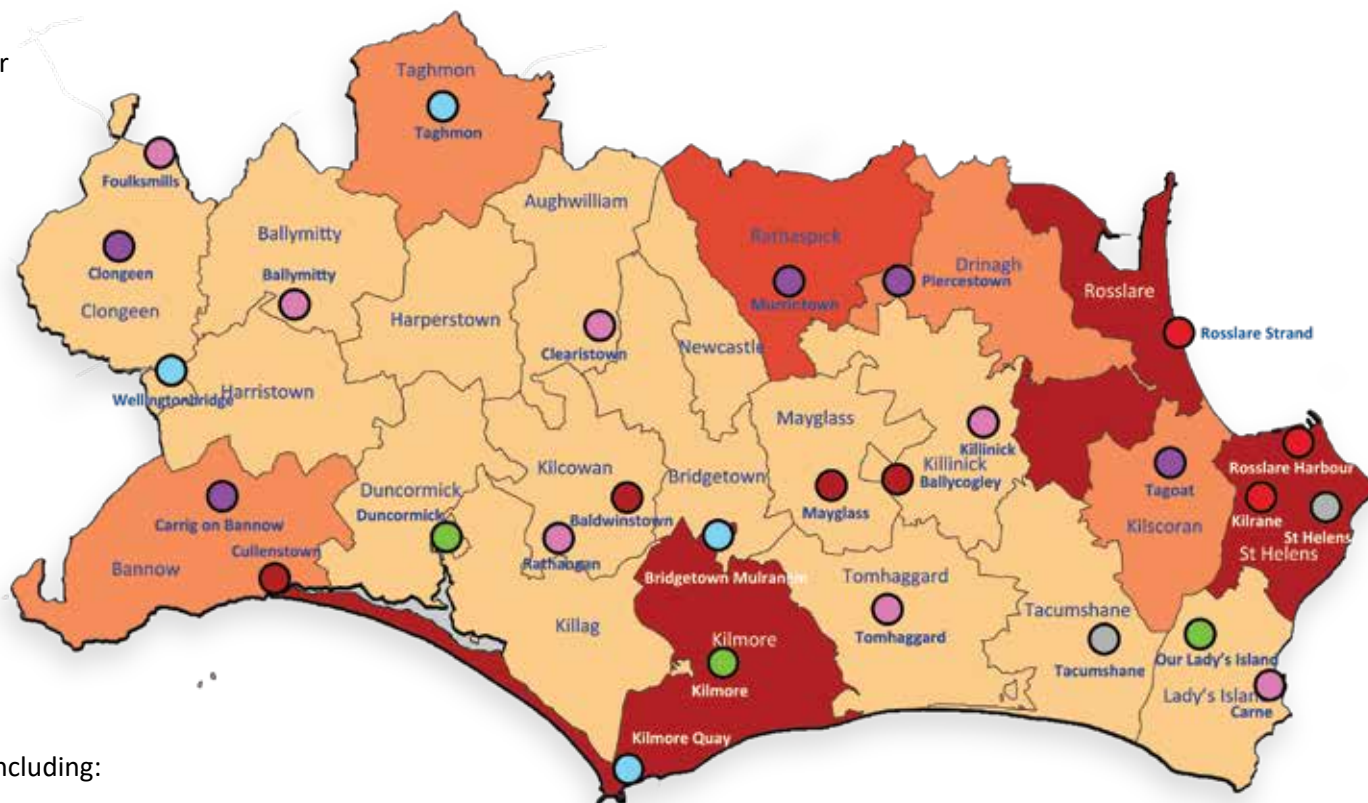 r
Taghmon
Taghmon
Foulksmills
Aughwilliam
Ballymitty
Rathaspick
Clongeen
Ballymitty
Drinagh
Murrintown
Piercestown
Rosslare
Clongeen
Harperstown
Clearistown
Newcastle
Rosslare Strand
Harristown
Wellingtonbridge
Mayglass
Killinick
Kilcowan
Bridgetown
Killinick
Rosslare Harbour
Duncormick
Ballycogley
Tagoat
Duncormick
Baldwinstown
Mayglass
Kilrane
Carrig on Bannow
Kilscoran
St Helens
Cullenstown
St Helens
Bannow
Bridgetown Mulrankin
Tomhaggard
Tacumshane
Killag
Kilmore
Tomhaggard
Our Lady's Island
Tacumshane
Kilmore
Lady's Island
Carne
Kilmore Quay
ncluding: